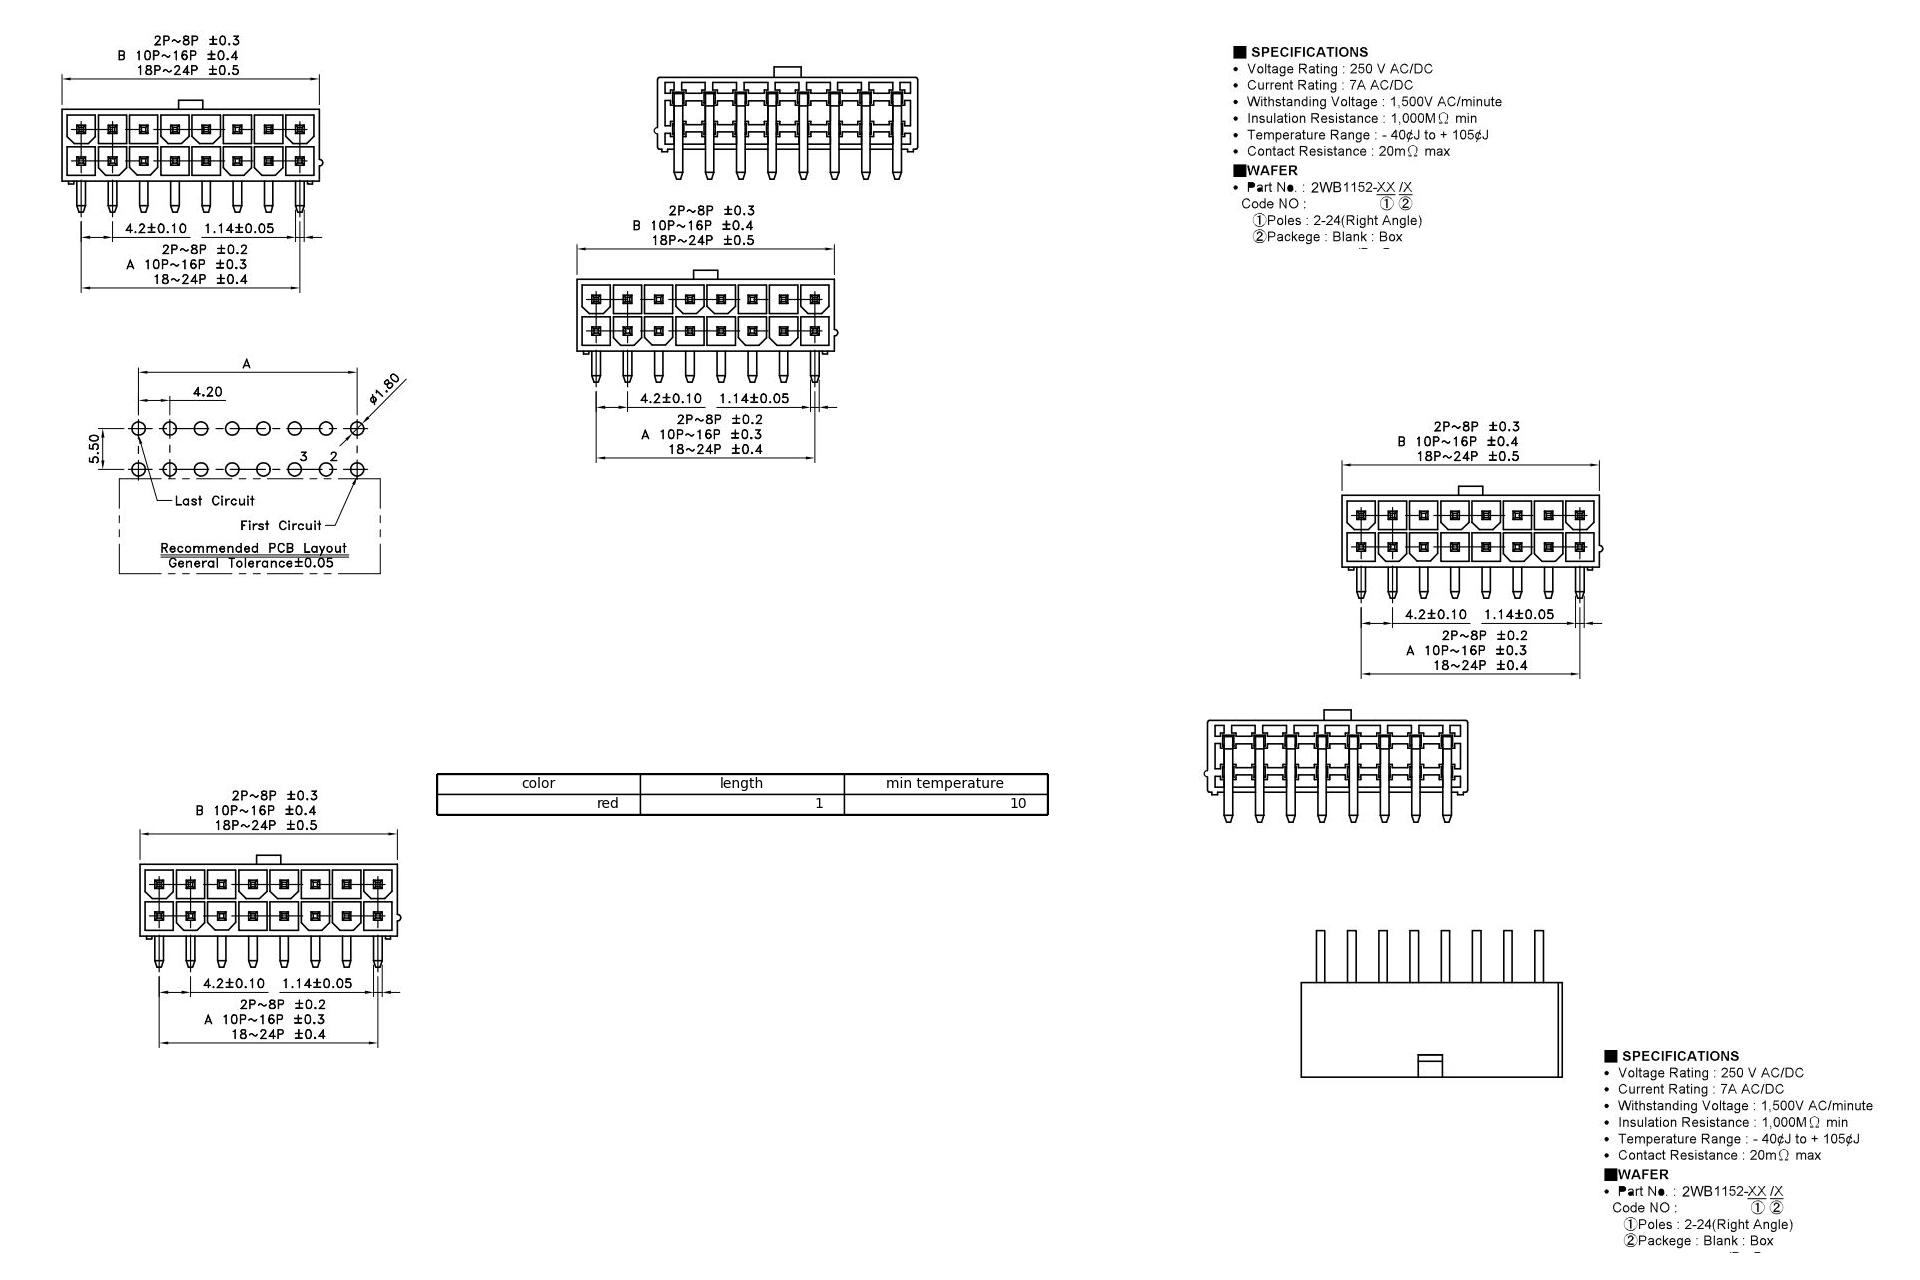 2P~8P ±0.3
B 10P~16P ±0.4
18P~24P ±0.5
4.2±0.10 1.14±0.05
2P~8P ±0.2
A 10P~16P ±0.3
18~24P ±0.4
2P~8P ±0.3
B 10P~16P ±0.4
18P~24P ±0.5
4.2±0.10 1.14±0.05
2P~8P ±0.2
A 10P~16P ±0.3
18~24P ±0.4
■ SPECIFICATIONS
• Voltage Rating : 250 V AC/DC
• Current Rating : 7A AC/DC
• Withstanding Voltage : 1,500V AC/minute
• Insulation Resistance : 1,000MΩ min
• Temperature Range : - 40¢J to + 105¢J
• Contact Resistance : 20mΩ max
■WAFER
• Part No. : 2WB1152-XX /X
Code NO : ① ②
①Poles : 2-24(Right Angle)
②Packege : Blank : Box
A
4.20
ø1.80
5.50
3 2
Last Circuit
First Circuit
Recommended PCB Layout
General Tolerance±0.05
2P~8P ±0.3
B 10P~16P ±0.4
18P~24P ±0.5
4.2±0.10 1.14±0.05
2P~8P ±0.2
A 10P~16P ±0.3
18~24P ±0.4
color length min temperature
red 1 10
2P~8P ±0.3
B 10P~16P ±0.4
18P~24P ±0.5
4.2±0.10 1.14±0.05
2P~8P ±0.2
A 10P~16P ±0.3
18~24P ±0.4
■ SPECIFICATIONS
• Voltage Rating : 250 V AC/DC
• Current Rating : 7A AC/DC
• Withstanding Voltage : 1,500V AC/minute
• Insulation Resistance : 1,000MΩ min
• Temperature Range : - 40¢J to + 105¢J
• Contact Resistance : 20mΩ max
■WAFER
• Part No. : 2WB1152-XX /X
Code NO : ① ②
①Poles : 2-24(Right Angle)
②Packege : Blank : Box